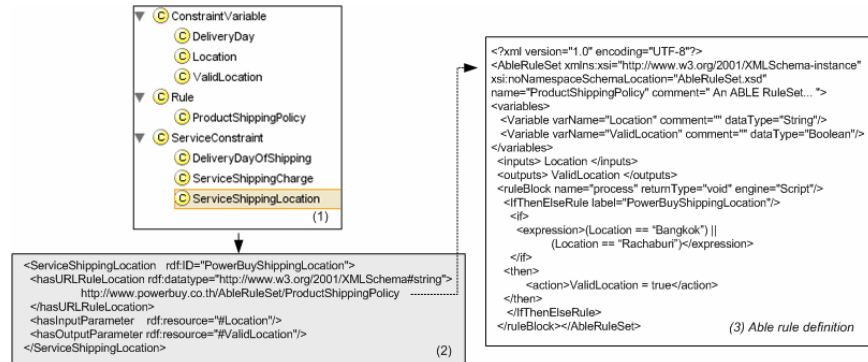 ConstraintVariable
DeliveryDay
Location
ValidLocation
Rule
ProductShippingPolicy
ServiceConstraint
DeliveryDayOfShipping
ServiceShippingCharge
ServiceShippingLocation
(1)
<ServiceShippingLocation rdf:ID="PowerBuyShippingLocation">
<hasURLRuleLocation rdf:datatype="http://www.w3.org/2001/XMLSchema#string">
http://www.powerbuy.co.th/AbleRuleSet/ProductShippingPolicy
</hasURLRuleLocation>
<hasInputParameter rdf:resource="#Location"/>
<hasOutputParameter rdf:resource="#ValidLocation"/>
</ServiceShippingLocation>
(2)
<?xml version="1.0" encoding="UTF-8"?>
<AbleRuleSet xmlns:xsi="http://www.w3.org/2001/XMLSchema-instance"
xsi:noNamespaceSchemaLocation="AbleRuleSet.xsd"
name="ProductShippingPolicy" comment=" An ABLE RuleSet... ">
<variables>
<Variable varName="Location" comment="" dataType="String"/>
<Variable varName="ValidLocation" comment="" dataType="Boolean"/>
</variables>
<inputs> Location </inputs>
<outputs> ValidLocation </outputs>
<ruleBlock name="process" returnType="void" engine="Script"/>
<IfThenElseRule label="PowerBuyShippingLocation"/>
<if>
<expression>(Location == “Bangkok”) ||
(Location == “Rachaburi”)</expression>
</if>
<then>
<action>ValidLocation = true</action>
</then>
</IfThenElseRule>
</ruleBlock></AbleRuleSet>
(3) Able rule definition